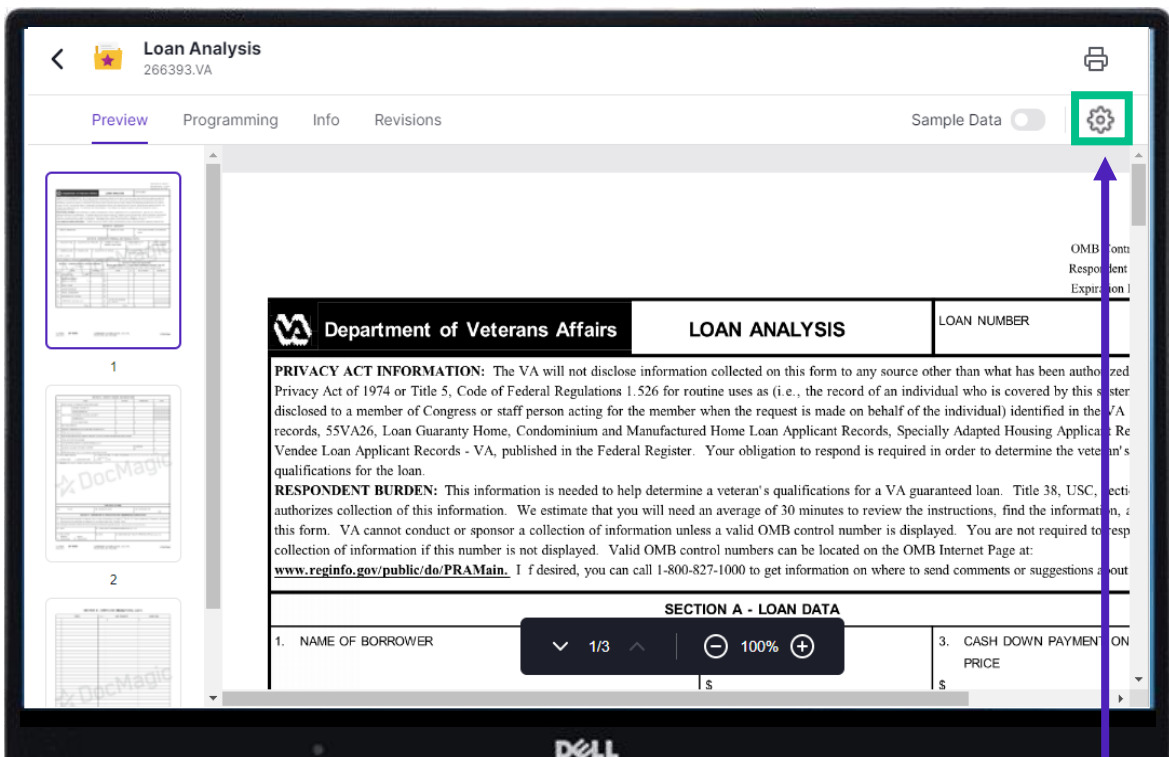 Loan Analysis
266393.VA
Preview Programming Info Revisions Sample Data
OMB Contr
Respondent
Expiration
Department of Veterans Affairs LOAN ANALYSIS LOAN NUMBER
PRIVACY ACT INFORMATION: The VA will not disclose information collected on this form to any source other than what has been authorized
Privacy Act of 1974 or Title 5, Code of Federal Regulations 1.526 for routine uses as (i.e., the record of an individual who is covered by this system
disclosed to a member of Congress or staff person acting for the member when the request is made on behalf of the individual) identified in the VA
records, 55VA26, Loan Guaranty Home, Condominium and Manufactured Home Loan Applicant Records, Specially Adapted Housing Applicant Re
Vendee Loan Applicant Records - VA, published in the Federal Register. Your obligation to respond is required in order to determine the veteran's
qualifications for the loan.
RESPONDENT BURDEN: This information is needed to help determine a veteran's qualifications for a VA guaranteed loan. Title 38, USC, secti
authorizes collection of this information. We estimate that you will need an average of 30 minutes to review the instructions, find the information, a
this form. VA cannot conduct or sponsor a collection of information unless a valid OMB control number is displayed. You are not required to resp
collection of information if this number is not displayed. Valid OMB control numbers can be located on the OMB Internet Page at:
www.reginfo.gov/public/do/PRAMain. I f desired, you can call 1-800-827-1000 to get information on where to send comments or suggestions about
SECTION A - LOAN DATA
1. NAME OF BORROWER
3. CASH DOWN PAYMENT ON
PRICE
$ $
1/3 100%
1
DocMagic
2
DocMagic
DocMagic
DELL